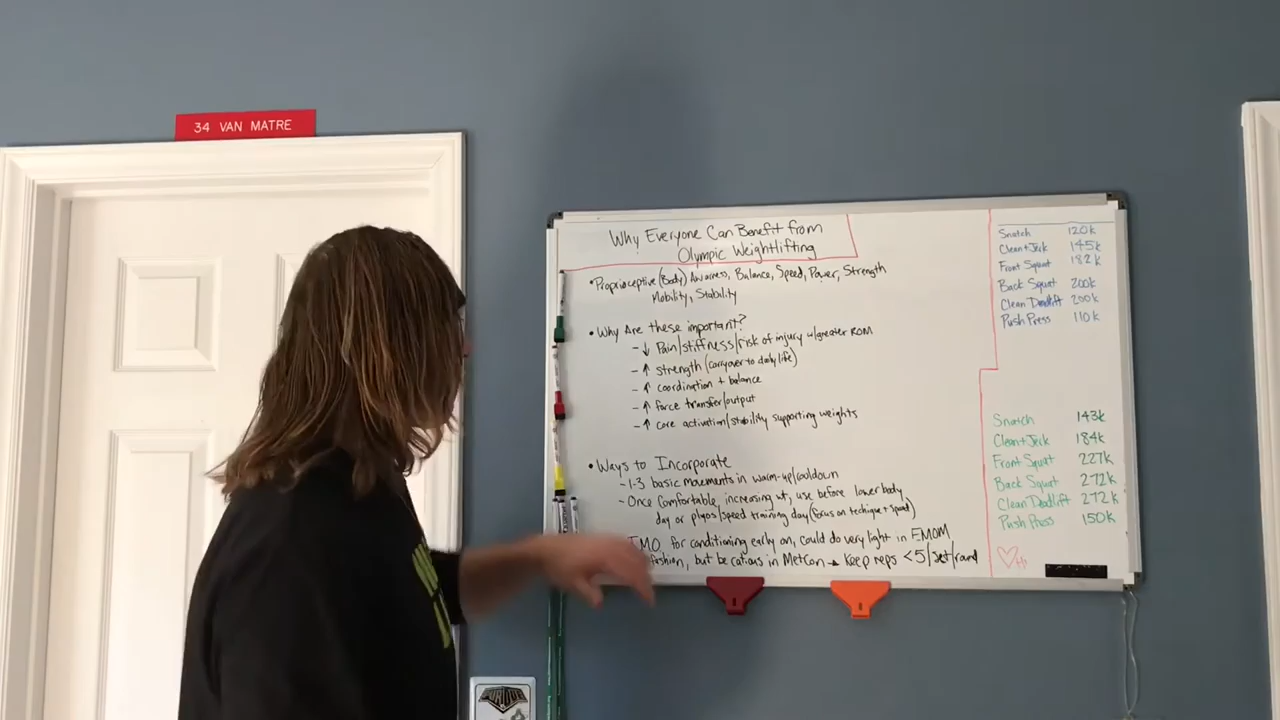 34 VAN MATRE
Why Everyone Can Benefit from
Olympic Weightlifting
• Proprioceptive (Body) Awarness, Balance, Speed, Power, Strength
Mobility, Stability
• Why Are these important?
- ↓ Pain/stiffness/risk of injury w/greater ROM
- ↑ strength (carryover to daily life)
- ↑ coordination + balance
- ↑ force transfer/output
- ↑ core activation/stability supporting weights
• Ways to Incorporate
- 1-3 basic movements in warm-up/cooldown
- Once comfortable, increasing wt, use before lower body
day or plyos/speed training day (focus on techique + speed)
IMO for conditioning early on, could do very light in EMOM
fashion, but be catious in MetCon → keep reps <5/set/round
Snatch 120k
Clean+Jerk 145k
Front Squat 182k
Back Squat 200k
Clean Deadlift 200k
Push Press 110k
Snatch 143k
Clean+Jerk 184k
Front Squat 227k
Back Squat 272k
Clean Deadlift 272k
Push Press 150k
PURDUE